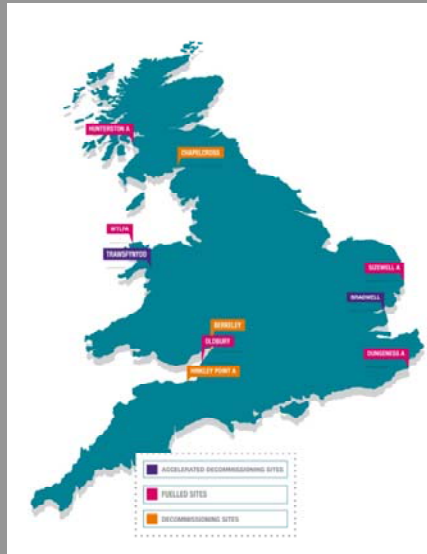 HUNTERSTON A
CHAPELCROSS
WYLFA
TRAWSFYNYDD
SIZEWELL A
BRADWELL
BERKELEY
OLDBURY
DUNGENESS A
HINKLEY POINT A
ACCELERATED DECOMMISSIONING SITES
FUELLED SITES
DECOMMISSIONING SITES